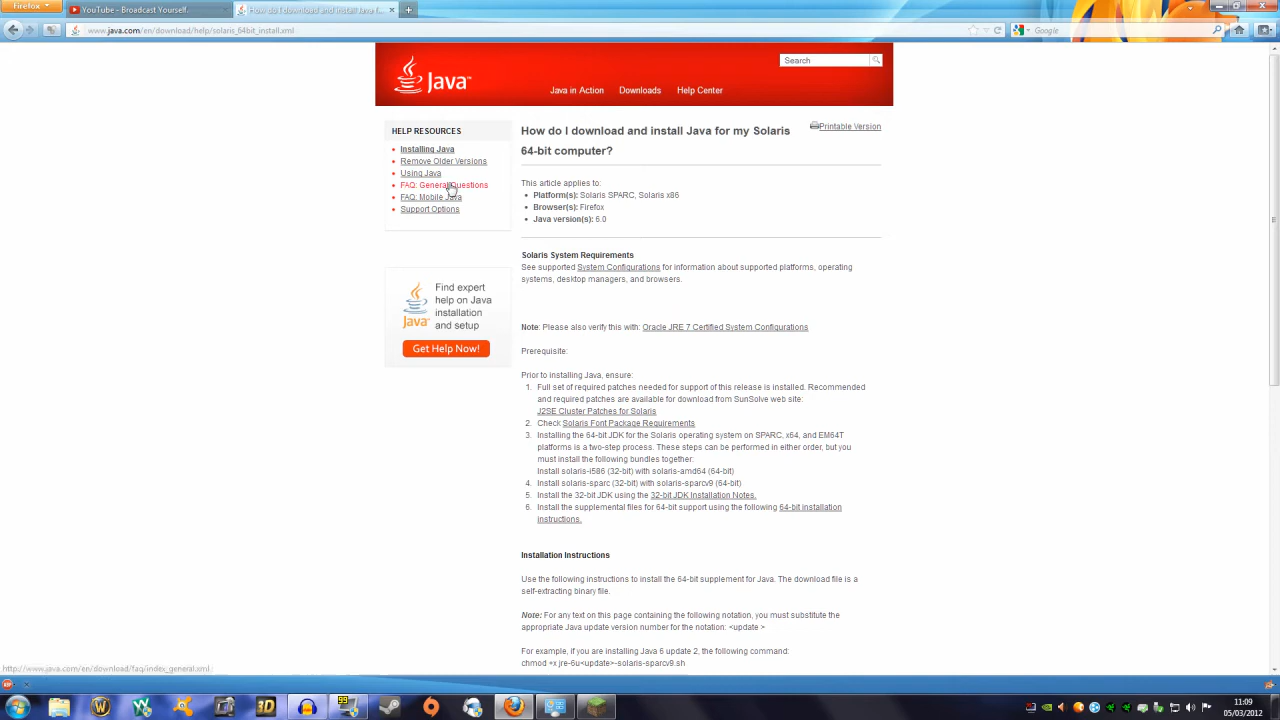 Firefox
YouTube - Broadcast Yourself.
How do I download and install Java f...
www.java.com/en/download/help/solaris_64bit_install.xml
Google
Java™
Search
Java in Action
Downloads
Help Center
HELP RESOURCES
Installing Java
Remove Older Versions
Using Java
FAQ: General Questions
FAQ: Mobile Java
Support Options
Find expert
help on Java
installation
and setup
Java
Get Help Now!
How do I download and install Java for my Solaris
64-bit computer?
Printable Version
This article applies to:
Platform(s): Solaris SPARC, Solaris x86
Browser(s): Firefox
Java version(s): 6.0
Solaris System Requirements
See supported System Configurations for information about supported platforms, operating
systems, desktop managers, and browsers.
Note: Please also verify this with: Oracle JRE 7 Certified System Configurations
Prerequisite:
Prior to installing Java, ensure:
1. Full set of required patches needed for support of this release is installed. Recommended
and required patches are available for download from SunSolve web site:
J2SE Cluster Patches for Solaris
2. Check Solaris Font Package Requirements
3. Installing the 64-bit JDK for the Solaris operating system on SPARC, x64, and EM64T
platforms is a two-step process. These steps can be performed in either order, but you
must install the following bundles together:
Install solaris-i586 (32-bit) with solaris-amd64 (64-bit)
4. Install solaris-sparc (32-bit) with solaris-sparcv9 (64-bit)
5. Install the 32-bit JDK using the 32-bit JDK Installation Notes.
6. Install the supplemental files for 64-bit support using the following 64-bit installation
instructions.
Installation Instructions
Use the following instructions to install the 64-bit supplement for Java. The download file is a
self-extracting binary file.
Note: For any text on this page containing the following notation, you must substitute the
appropriate Java update version number for the notation: <update >
For example, if you are installing Java 6 update 2, the following command:
chmod +x jre-6u<update>-solaris-sparcv9.sh
http://www.java.com/en/download/faq/index_general.xml
99
3D
11:09
05/03/2012